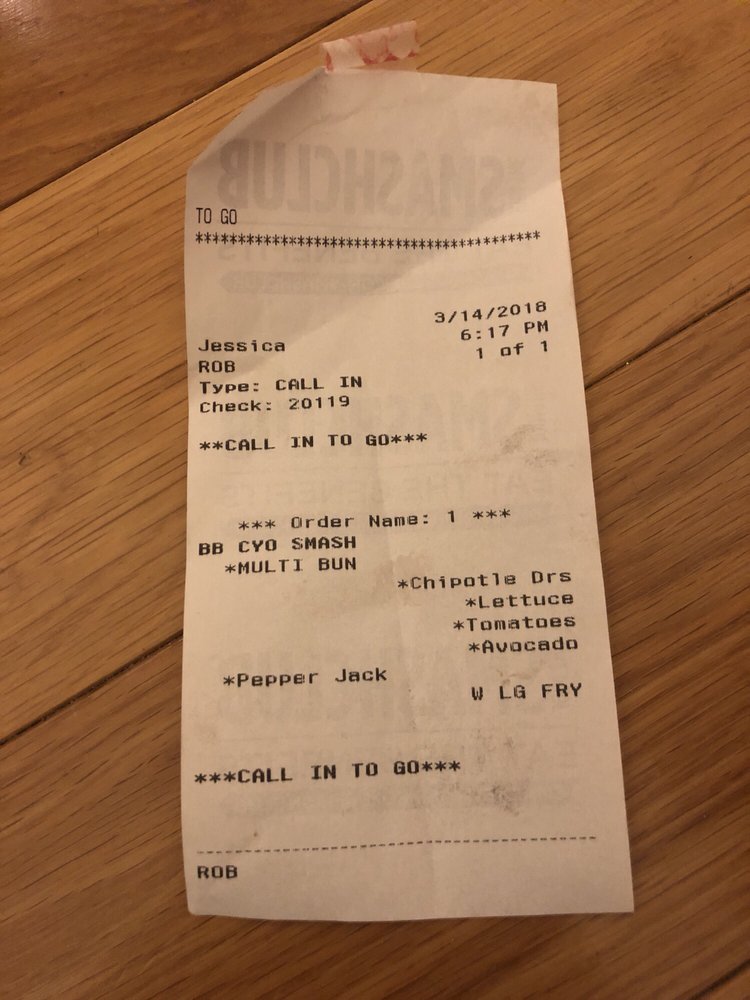 TO GO
*****************************************
3/14/2018
Jessica 6:17 PM
ROB 1 of 1
Type: CALL IN
Check: 20119
**CALL IN TO GO***
*** Order Name: 1 ***
BB CYO SMASH
*MULTI BUN
*Chipotle Drs
*Lettuce
*Tomatoes
*Avocado
*Pepper Jack
W LG FRY
***CALL IN TO GO***
ROB
SMASHCLUB